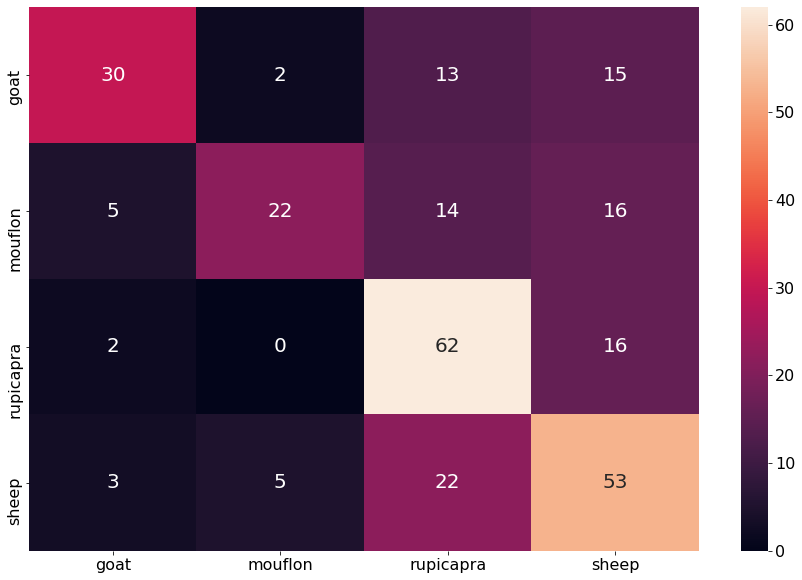 goat 30 2 13 15
mouflon 5 22 14 16
rupicapra 2 0 62 16
sheep 3 5 22 53
goat mouflon rupicapra sheep
60
50
40
30
20
10
0